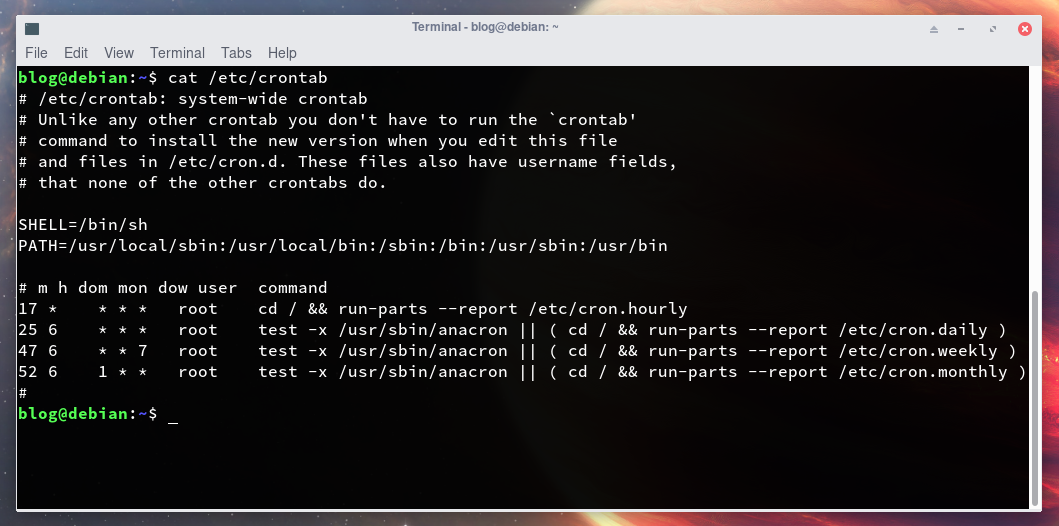 Terminal - blog@debian: ~
File Edit View Terminal Tabs Help
blog@debian:~$ cat /etc/crontab
# /etc/crontab: system-wide crontab
# Unlike any other crontab you don't have to run the `crontab'
# command to install the new version when you edit this file
# and files in /etc/cron.d. These files also have username fields,
# that none of the other crontabs do.

SHELL=/bin/sh
PATH=/usr/local/sbin:/usr/local/bin:/sbin:/bin:/usr/sbin:/usr/bin

# m h dom mon dow user  command
17 *    * * *   root    cd / && run-parts --report /etc/cron.hourly
25 6    * * *   root    test -x /usr/sbin/anacron || ( cd / && run-parts --report /etc/cron.daily )
47 6    * * 7   root    test -x /usr/sbin/anacron || ( cd / && run-parts --report /etc/cron.weekly )
52 6    1 * *   root    test -x /usr/sbin/anacron || ( cd / && run-parts --report /etc/cron.monthly )
#
blog@debian:~$ _